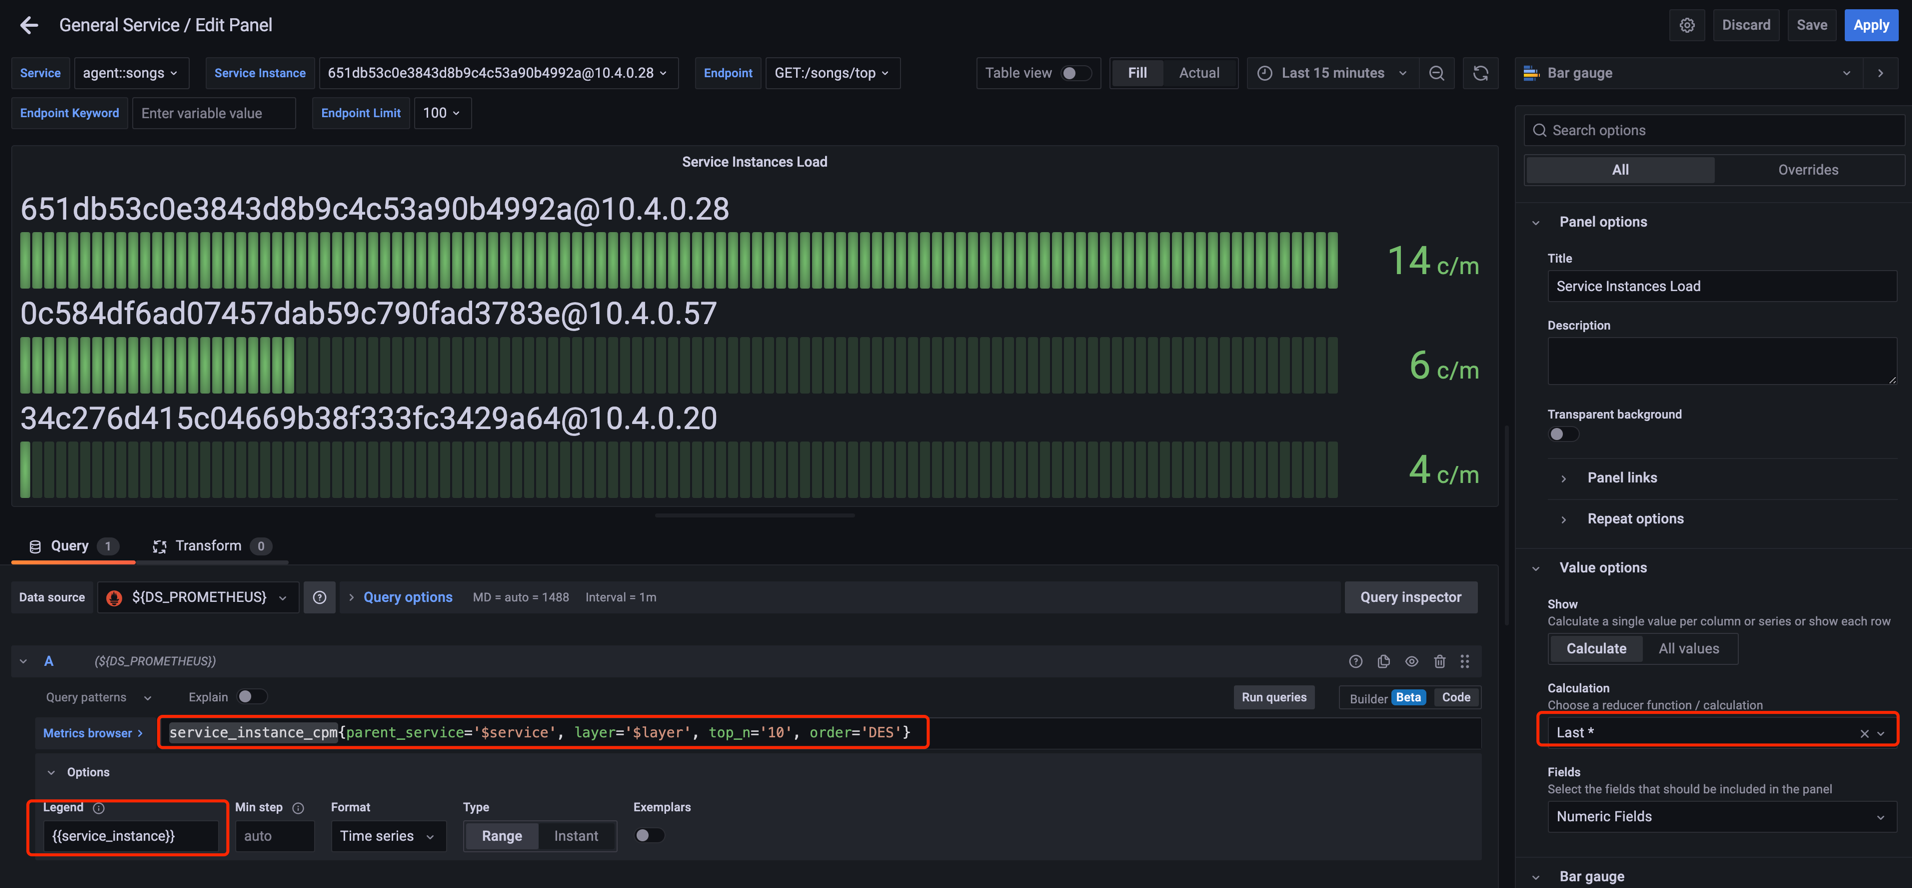 General Service / Edit Panel
Discard
Save
Apply
Service
agent::songs
Service Instance
651db53c0e3843d8b9c4c53a90b4992a@10.4.0.28
Endpoint
GET:/songs/top
Table view
Fill
Actual
Last 15 minutes
Bar gauge
Endpoint Keyword
Enter variable value
Endpoint Limit
100
Search options
All
Overrides
Service Instances Load
651db53c0e3843d8b9c4c53a90b4992a@10.4.0.28
14 c/m
0c584df6ad07457dab59c790fad3783e@10.4.0.57
6 c/m
34c276d415c04669b38f333fc3429a64@10.4.0.20
4 c/m
Panel options
Title
Service Instances Load
Description
Transparent background
Panel links
Repeat options
Query 1
Transform 0
Data source
${DS_PROMETHEUS}
Query options
MD = auto = 1488
Interval = 1m
Query inspector
A
(${DS_PROMETHEUS})
Query patterns
Explain
Run queries
Builder
Beta
Code
Metrics browser >
service_instance_cpm{parent_service='$service', layer='$layer', top_n='10', order='DES'}
Options
Legend
{{service_instance}}
Min step
auto
Format
Time series
Type
Range
Instant
Exemplars
Value options
Show
Calculate a single value per column or series or show each row
Calculate
All values
Calculation
Choose a reducer function / calculation
Last *
Fields
Select the fields that should be included in the panel
Numeric Fields
Bar gauge